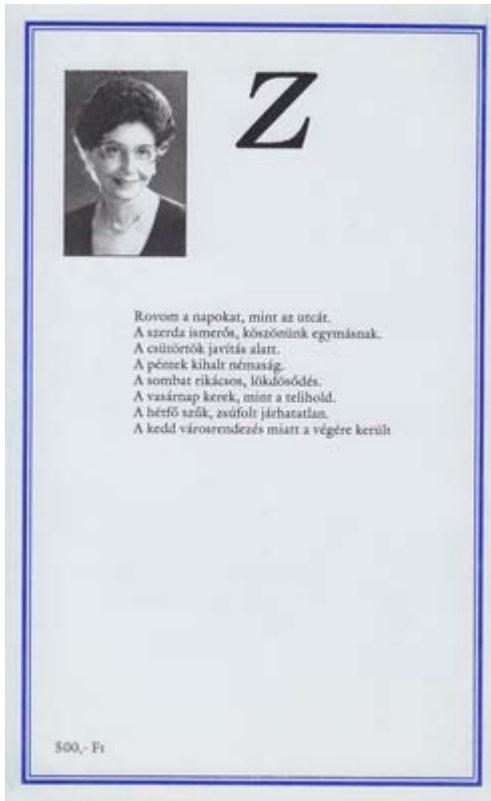 Z
Rovom a napokat, mint az utcát.
A szerda ismerős, köszönünk egymásnak.
A csütörtök javítás alatt.
A péntek kihalt némaság.
A sombat rikácsos, lökdösődés.
A vasárnap kerek, mint a telihold.
A hétfő szűk, zsúfolt járhatatlan.
A kedd városrendezés miatt a végére került
500,- Ft